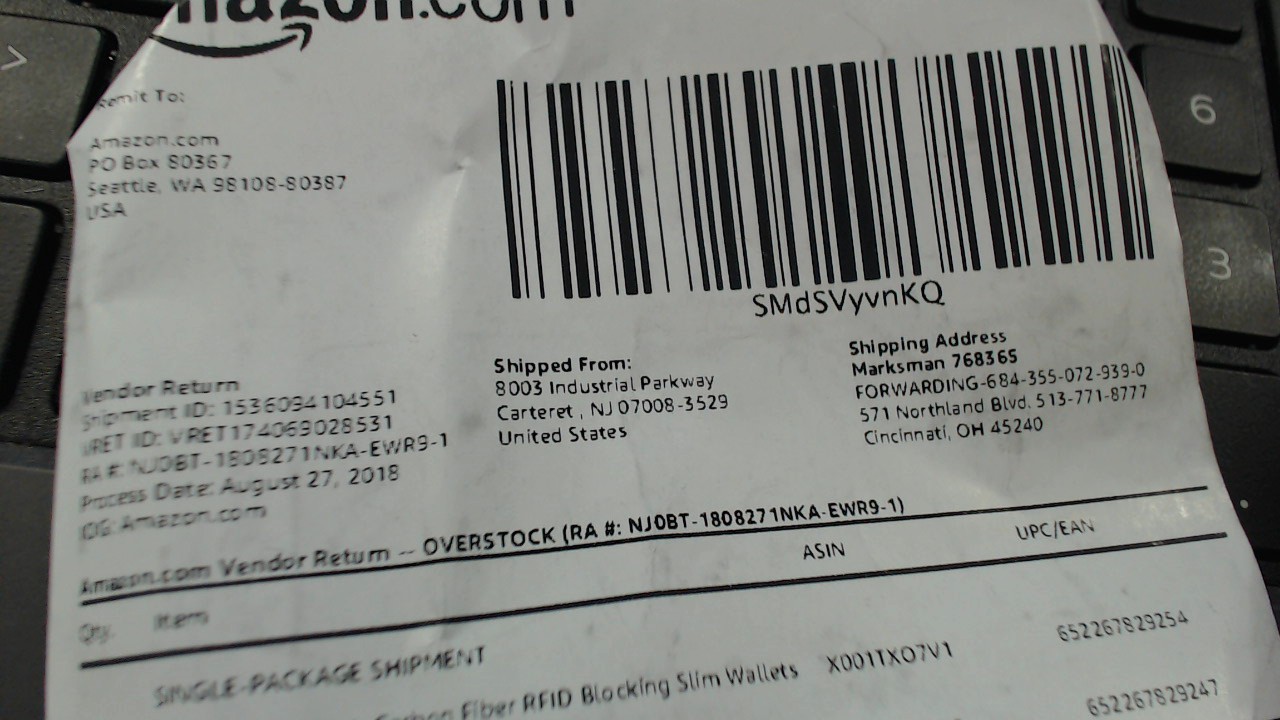 amazon.com
Remit To:
Amazon.com
PO Box 80367
Seattle, WA 98108-80387
USA
SMdSVyvnKQ
Vendor Return
Shipment ID: 1536094104551
VRET ID: VRET174069028531
RA #: NJ0BT-1808271NKA-EWR9-1
Process Date: August 27, 2018
OG: Amazon.com
Shipped From:
8003 Industrial Parkway
Carteret , NJ 07008-3529
United States
Shipping Address
Marksman 768365
FORWARDING-684-355-072-939-0
571 Northland Blvd. 513-771-8777
Cincinnati, OH 45240
Amazon.com Vendor Return -- OVERSTOCK (RA #: NJ0BT-1808271NKA-EWR9-1)
Qty. Item ASIN UPC/EAN
SINGLE-PACKAGE SHIPMENT
Carbon Fiber RFID Blocking Slim Wallets X001TXO7V1 652267829254
652267829247
>
6
3